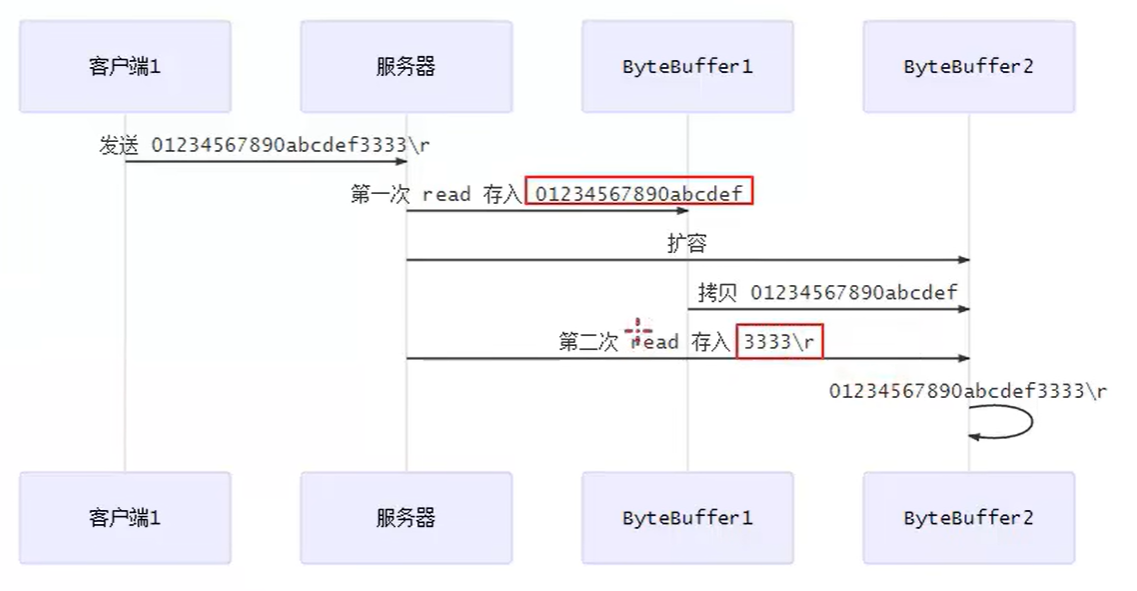 客户端1
服务器
ByteBuffer1
ByteBuffer2
发送 01234567890abcdef3333\r
第一次 read 存入 01234567890abcdef
扩容
拷贝 01234567890abcdef
第二次 read 存入 3333\r
01234567890abcdef3333\r
客户端1
服务器
ByteBuffer1
ByteBuffer2